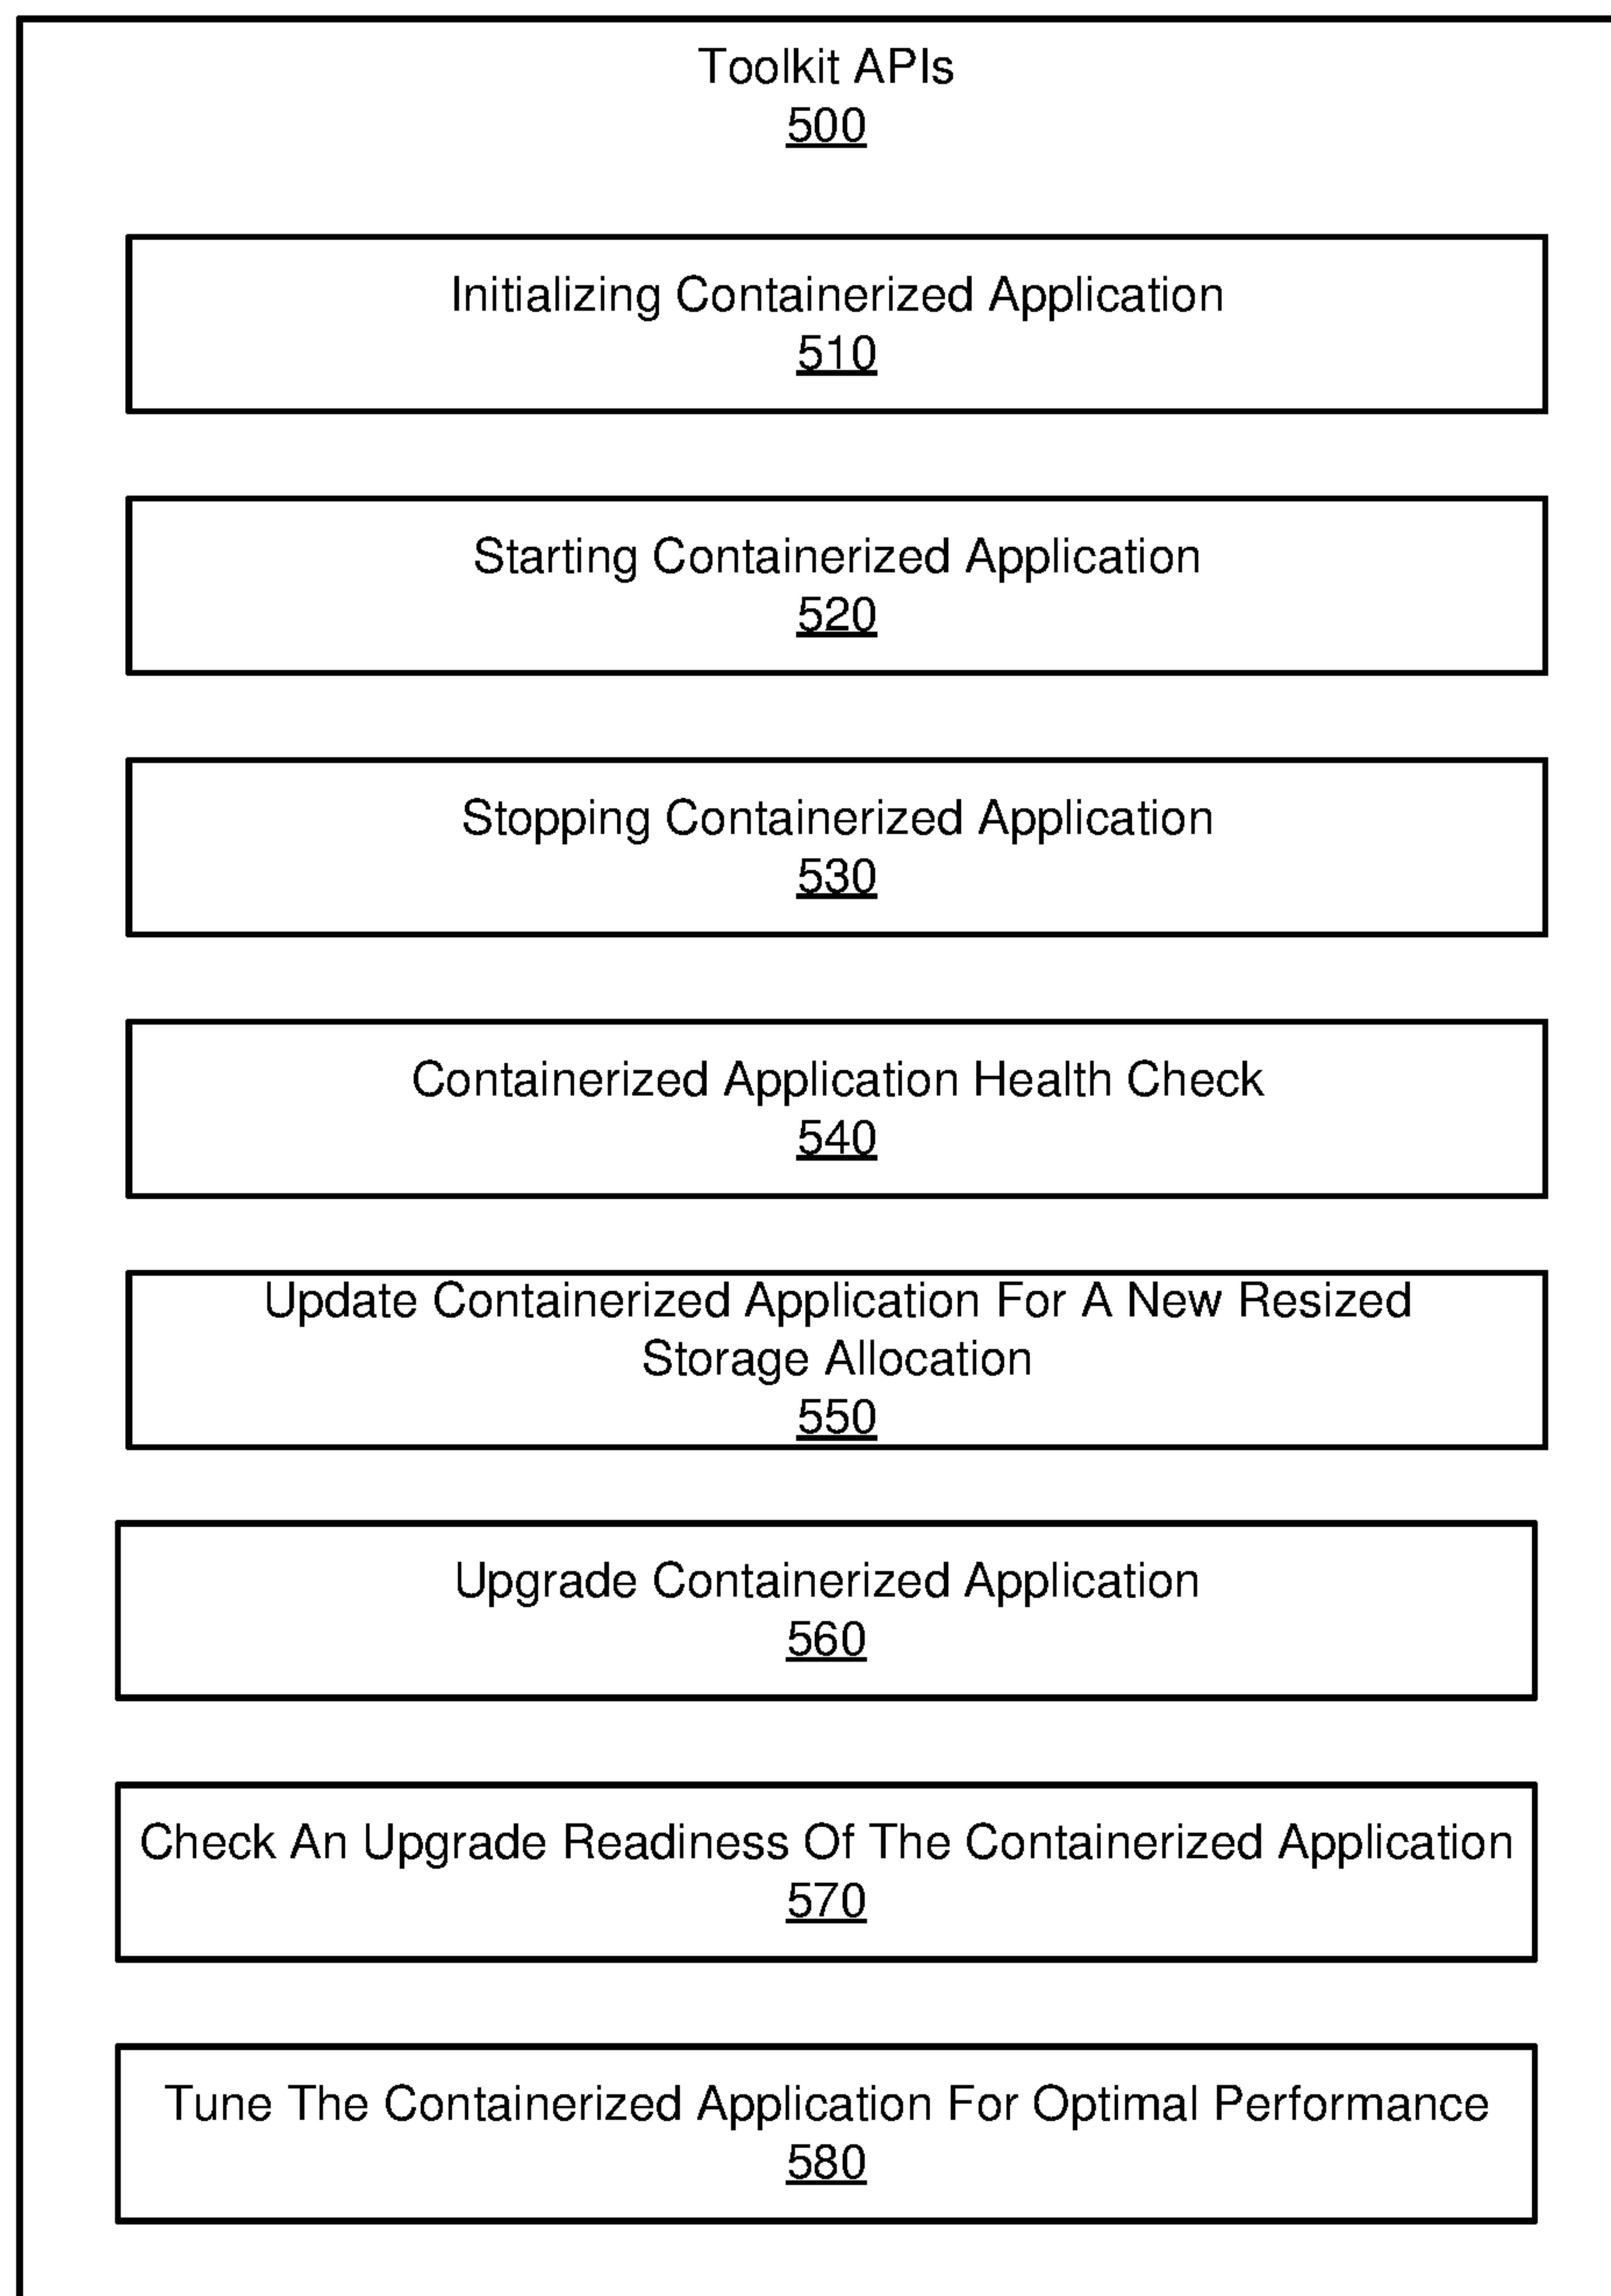 Toolkit APIs
500
Initializing Containerized Application
510
Starting Containerized Application
520
Stopping Containerized Application
530
Containerized Application Health Check
540
Update Containerized Application For A New Resized
Storage Allocation
550
Upgrade Containerized Application
560
Check An Upgrade Readiness Of The Containerized Application
570
Tune The Containerized Application For Optimal Performance
580